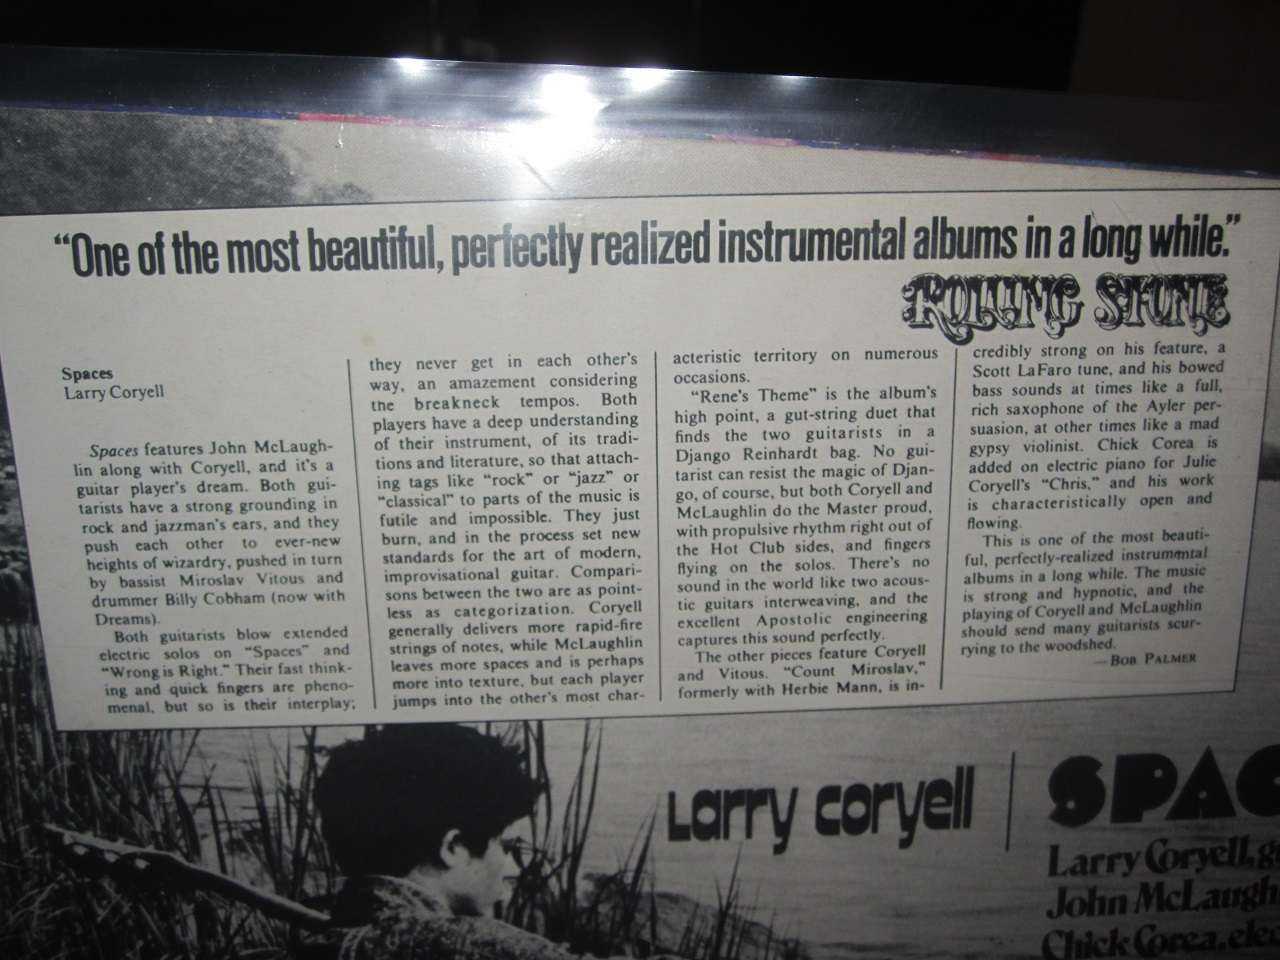 “One of the most beautiful, perfectly realized instrumental albums in a long while.”
ROLLING STONE
Spaces
Larry Coryell
Spaces features John McLaugh-
lin along with Coryell, and it's a
guitar player's dream. Both gui-
tarists have a strong grounding in
rock and jazzman's ears, and they
push each other to ever-new
heights of wizardry, pushed in turn
by bassist Miroslav Vitous and
drummer Billy Cobham (now with
Dreams).
Both guitarists blow extended
electric solos on “Spaces” and
“Wrong is Right.” Their fast think-
ing and quick fingers are pheno-
menal, but so is their interplay;
they never get in each other's
way, an amazement considering
the breakneck tempos. Both
players have a deep understanding
of their instrument, of its tradi-
tions and literature, so that attach-
ing tags like “rock” or “jazz” or
“classical” to parts of the music is
futile and impossible. They just
burn, and in the process set new
standards for the art of modern,
improvisational guitar. Compari-
sons between the two are as point-
less as categorization. Coryell
generally delivers more rapid-fire
strings of notes, while McLaughlin
leaves more spaces and is perhaps
more into texture, but each player
jumps into the other's most char-
acteristic territory on numerous
occasions.
“Rene's Theme” is the album's
high point, a gut-string duet that
finds the two guitarists in a
Django Reinhardt bag. No gui-
tarist can resist the magic of Djan-
go, of course, but both Coryell and
McLaughlin do the Master proud,
with propulsive rhythm right out of
the Hot Club sides, and fingers
flying on the solos. There's no
sound in the world like two acous-
tic guitars interweaving, and the
excellent Apostolic engineering
captures this sound perfectly.
The other pieces feature Coryell
and Vitous. “Count Miroslav,”
formerly with Herbie Mann, is in-
credibly strong on his feature, a
Scott LaFaro tune, and his bowed
bass sounds at times like a full,
rich saxophone of the Ayler per-
suasion, at other times like a mad
gypsy violinist. Chick Corea is
added on electric piano for Julie
Coryell's “Chris,” and his work
is characteristically open and
flowing.
This is one of the most beauti-
ful, perfectly-realized instrummtal
albums in a long while. The music
is strong and hypnotic, and the
playing of Coryell and McLaughlin
should send many guitarists scur-
rying to the woodshed.
—BOB PALMER
Larry Coryell | SPAC
Larry Coryell, g
John McLaugh
Chick Corea, ele